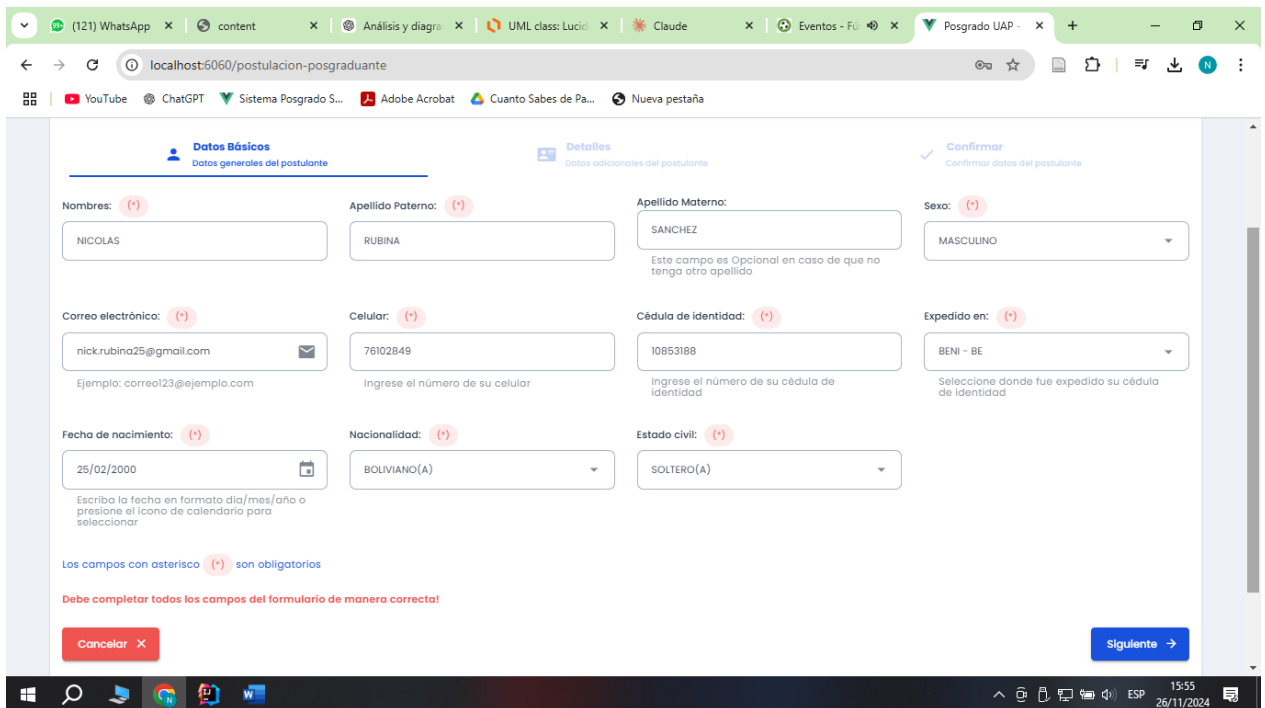 (121) WhatsApp
content
Análisis y diagra
UML class: Lucid
Claude
Eventos - Fú
Posgrado UAP -
localhost:6060/postulacion-posgraduante
N
YouTube
ChatGPT
Sistema Posgrado S...
Adobe Acrobat
Cuanto Sabes de Pa...
Nueva pestaña
Datos Básicos
Datos generales del postulante
Detalles
Datos adicionales del postulante
Confirmar
Confirmar datos del postulante
Nombres: (*)
Apellido Paterno: (*)
Apellido Materno:
Sexo: (*)
NICOLAS
RUBINA
SANCHEZ
MASCULINO
Este campo es Opcional en caso de que no
tenga otro apellido
Correo electrónico: (*)
Celular: (*)
Cédula de identidad: (*)
Expedido en: (*)
nick.rubina25@gmail.com
76102849
10853188
BENI - BE
Ejemplo: correo123@ejemplo.com
Ingrese el número de su celular
Ingrese el número de su cédula de
identidad
Seleccione donde fue expedido su cédula
de identidad
Fecha de nacimiento: (*)
Nacionalidad: (*)
Estado civil: (*)
25/02/2000
BOLIVIANO(A)
SOLTERO(A)
Escriba la fecha en formato dia/mes/año o
presione el icono de calendario para
seleccionar
Los campos con asterisco (*) son obligatorios
Debe completar todos los campos del formulario de manera correcta!
Cancelar
Siguiente
ESP
15:55
26/11/2024